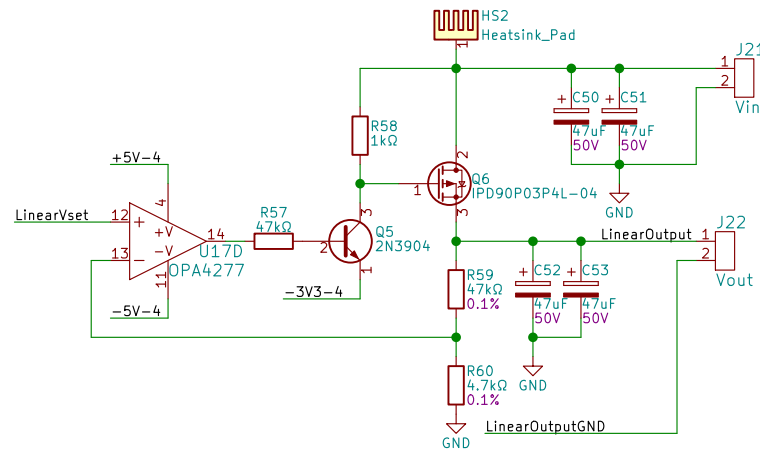 HS2
Heatsink_Pad
1
J21
1
2
Vin
+ C50
47uF
50V
+ C51
47uF
50V
GND
R58
1kΩ
2
Q6
IPD90P03P4L-04
1
3
+5V-4
4
LinearVset
12
+
+V
13
−
-V
14
U17D
OPA4277
11
-5V-4
R57
47kΩ
3
Q5
2N3904
2
1
-3V3-4
LinearOutput
J22
1
2
Vout
R59
47kΩ
0.1%
+ C52
47uF
50V
+ C53
47uF
50V
GND
R60
4.7kΩ
0.1%
GND
LinearOutputGND